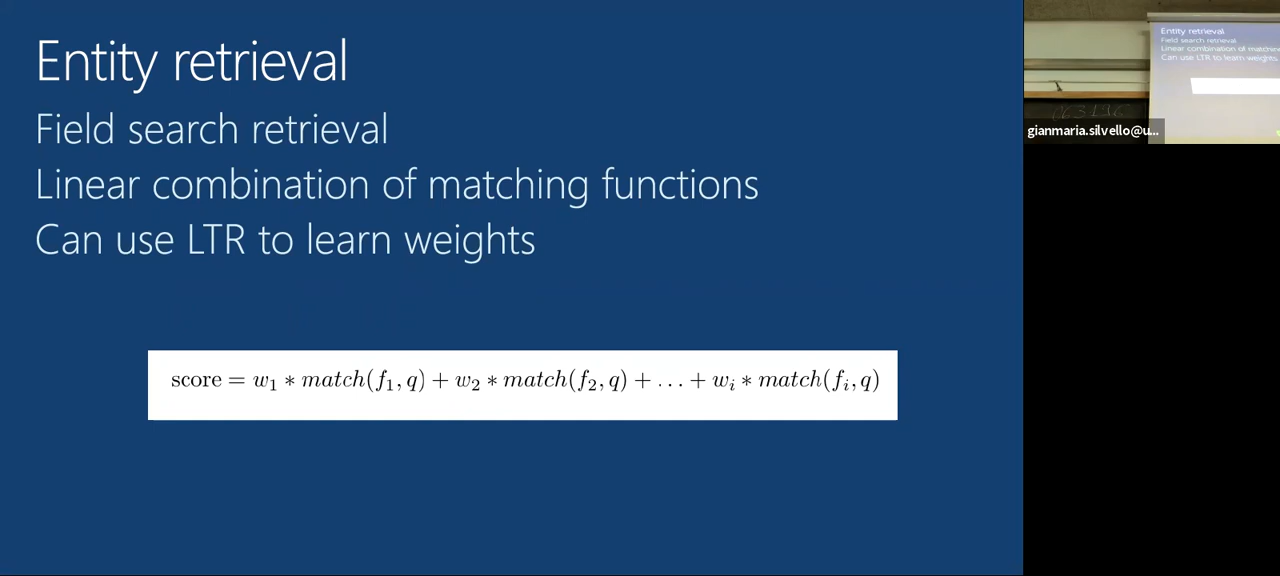 Entity retrieval
Field search retrieval
Linear combination of matching functions
Can use LTR to learn weights
score = w₁ * match(f₁, q) + w₂ * match(f₂, q) + … + wᵢ * match(fᵢ, q)
Entity retrieval
Field search retrieval
Linear combination of matching
Can use LTR to learn weights
gianmaria.silvello@u...